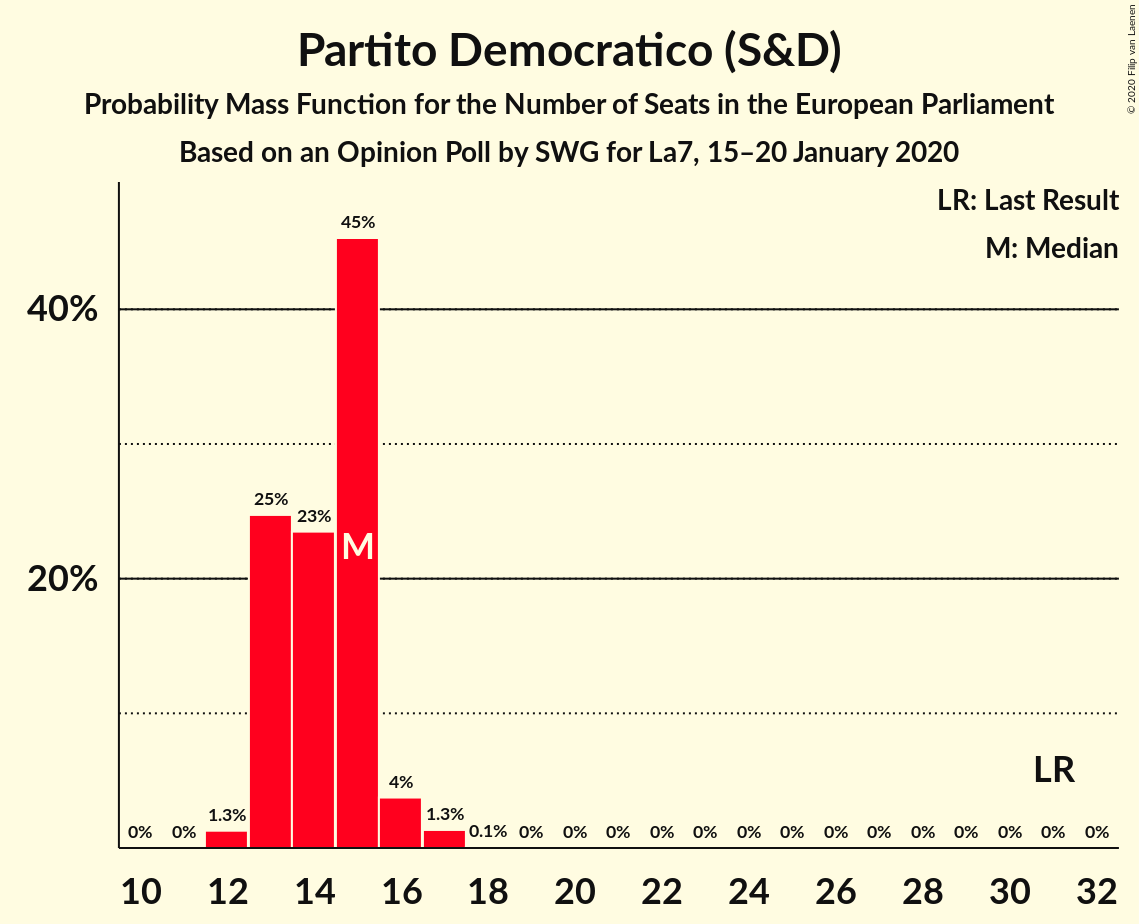 Partito Democratico (S&D)
Probability Mass Function for the Number of Seats in the European Parliament
Based on an Opinion Poll by SWG for La7, 15–20 January 2020
© 2020 Filip van Laenen
LR: Last Result
M: Median
40%
20%
0% 0% 1.3% 25% 23% 45% 4% 1.3% 0.1% 0% 0% 0% 0% 0% 0% 0% 0% 0% 0% 0% 0% 0% 0%
M
LR
10 12 14 16 18 20 22 24 26 28 30 32